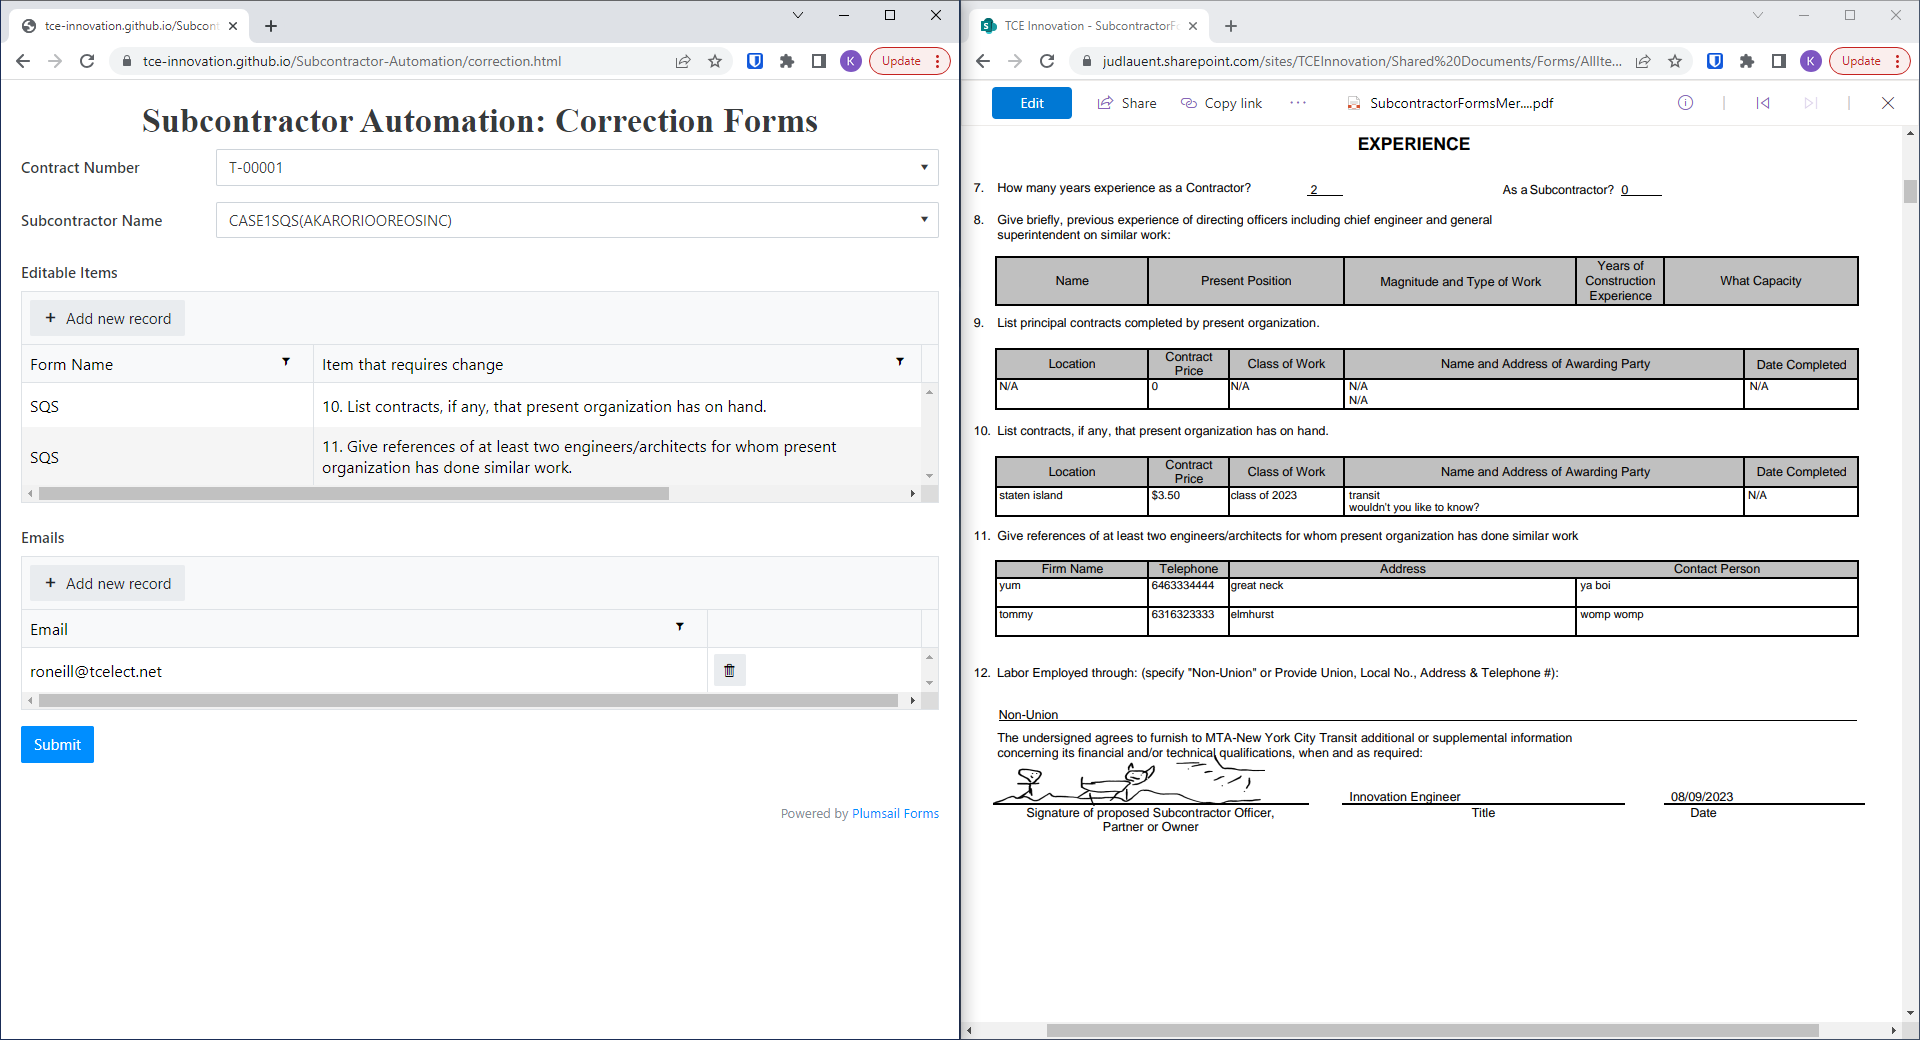 tce-innovation.github.io/Subcont
tce-innovation.github.io/Subcontractor-Automation/correction.html
K
Update
Subcontractor Automation: Correction Forms
Contract Number
T-00001
Subcontractor Name
CASE1SQS(AKARORIOOREOSINC)
Editable Items
+ Add new record
Form Name
Item that requires change
SQS
10. List contracts, if any, that present organization has on hand.
SQS
11. Give references of at least two engineers/architects for whom present
organization has done similar work.
Emails
+ Add new record
Email
roneill@tcelect.net
Submit
Powered by Plumsail Forms
TCE Innovation - SubcontractorF
judlauent.sharepoint.com/sites/TCEInnovation/Shared%20Documents/Forms/AllIte...
K
Update
Edit
Share
Copy link
SubcontractorFormsMer....pdf
EXPERIENCE
7. How many years experience as a Contractor? 2 As a Subcontractor? 0
8. Give briefly, previous experience of directing officers including chief engineer and general
superintendent on similar work:
Name
Present Position
Magnitude and Type of Work
Years of
Construction
Experience
What Capacity
9. List principal contracts completed by present organization.
Location
Contract
Price
Class of Work
Name and Address of Awarding Party
Date Completed
N/A
0
N/A
N/A
N/A
N/A
10. List contracts, if any, that present organization has on hand.
Location
Contract
Price
Class of Work
Name and Address of Awarding Party
Date Completed
staten island
$3.50
class of 2023
transit
wouldn't you like to know?
N/A
11. Give references of at least two engineers/architects for whom present organization has done similar work
Firm Name
Telephone
Address
Contact Person
yum
6463334444
great neck
ya boi
tommy
6316323333
elmhurst
womp womp
12. Labor Employed through: (specify "Non-Union" or Provide Union, Local No., Address & Telephone #):
Non-Union
The undersigned agrees to furnish to MTA-New York City Transit additional or supplemental information
concerning its financial and/or technical qualifications, when and as required:
Innovation Engineer
08/09/2023
Signature of proposed Subcontractor Officer,
Partner or Owner
Title
Date